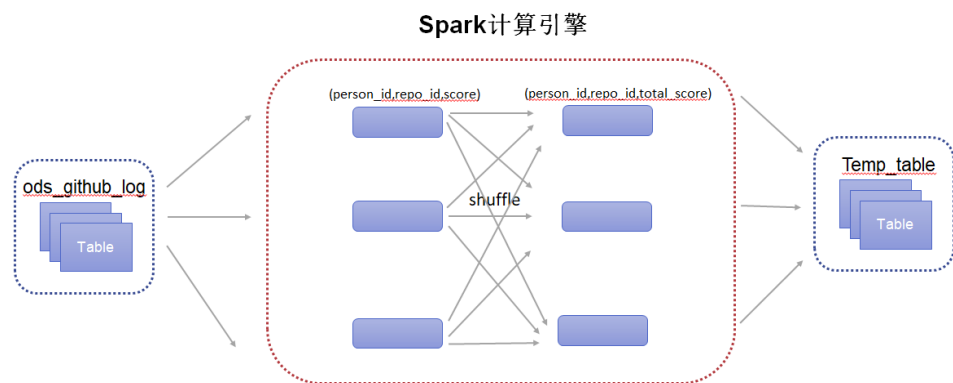 Spark计算引擎
(person_id,repo_id,score)
(person_id,repo_id,total_score)
ods_github_log
Table
shuffle
Temp_table
Table